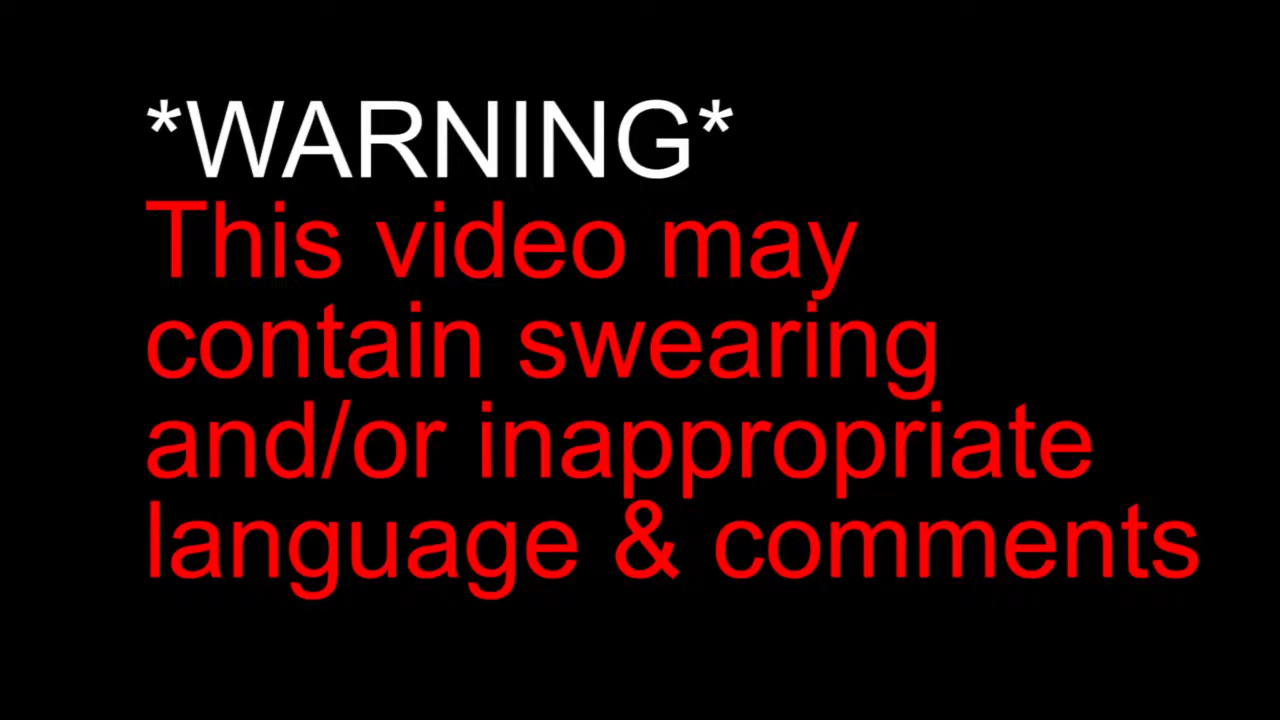 *WARNING*
This video may
contain swearing
and/or inappropriate
language & comments